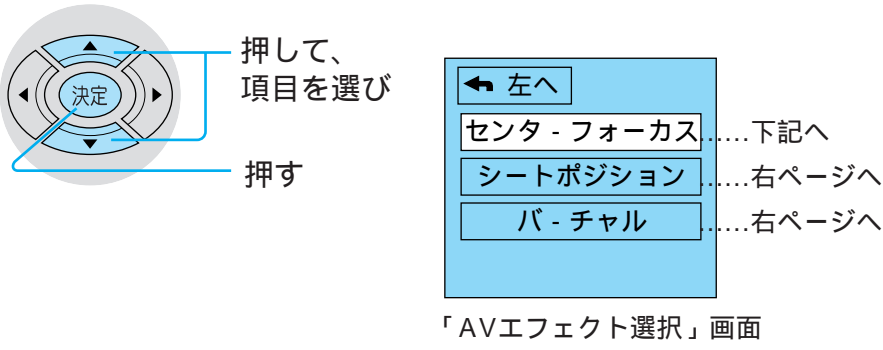 押して、
項目を選び
決定
押す
左へ
センタ - フォーカス……下記へ
シートポジション……右ページへ
バ - チャル……右ページへ
「AVエフェクト選択」画面